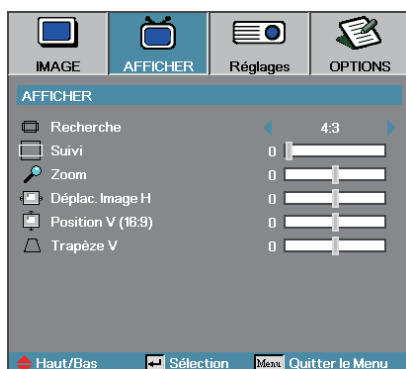 IMAGE AFFICHER Réglages OPTIONS
AFFICHER
Recherche 4:3
Suivi 0
Zoom 0
Déplac. Image H 0
Position V (16:9) 0
Trapèze V 0
Haut/Bas Sélection Menu Quitter le Menu